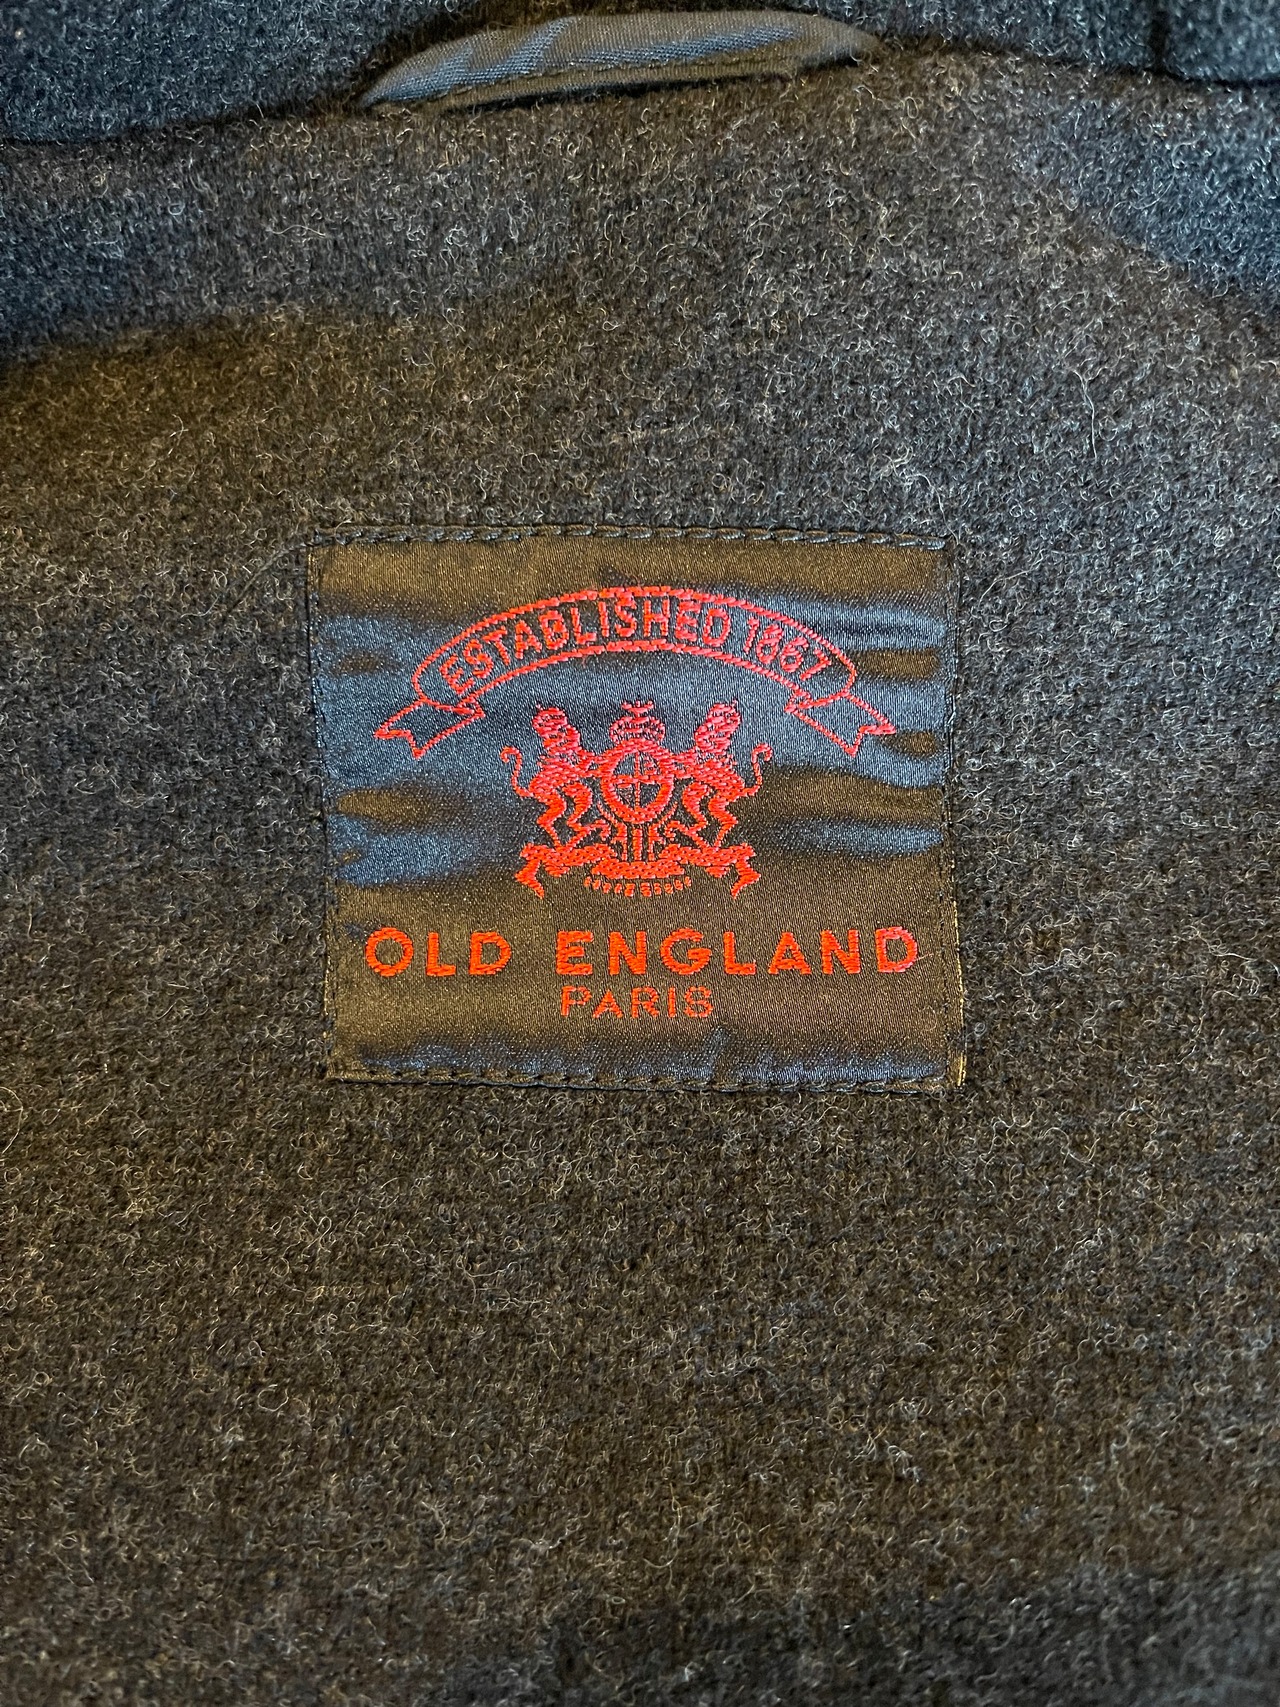 ESTABLISHED 1867
OLD ENGLAND
PARIS